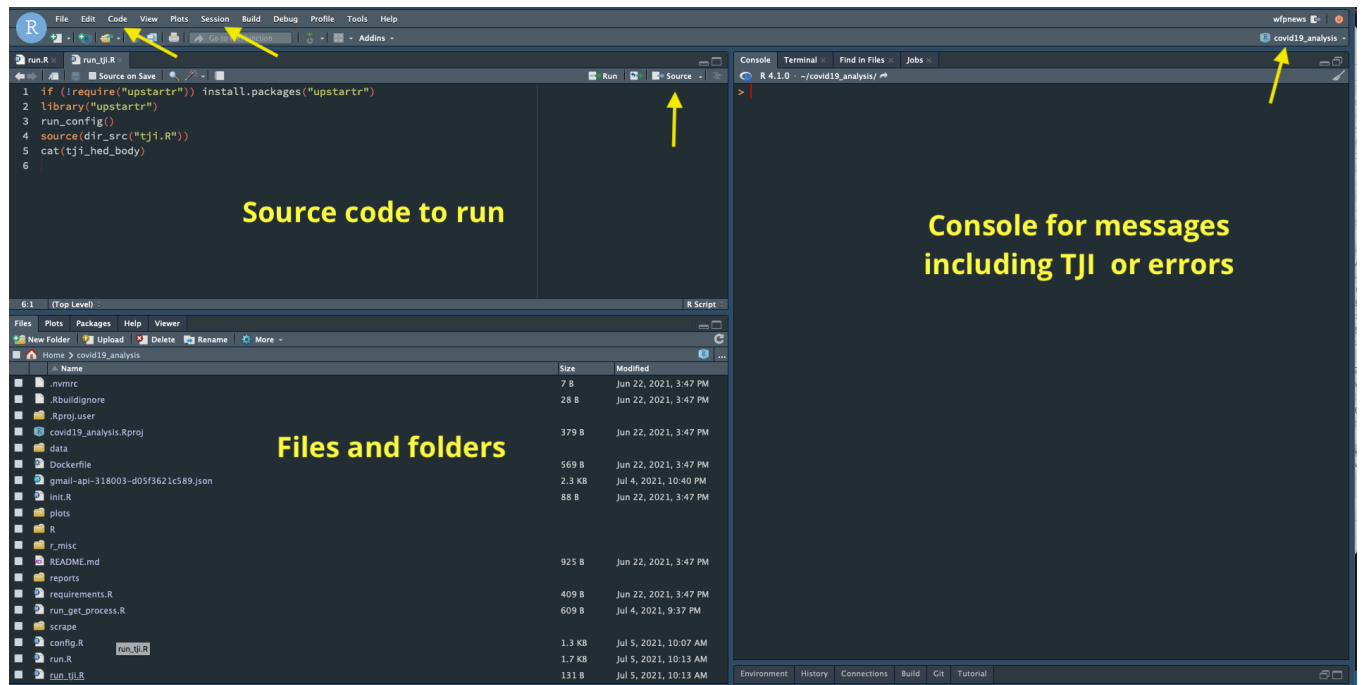 R File Edit Code View Plots Session Build Debug Profile Tools Help wfpnews
Go to Addins covid19_analysis
run.R run_tji.R
Source on Save Run Source
1 if (!require("upstartr")) install.packages("upstartr")
2 library("upstartr")
3 run_config()
4 source(dir_src("tji.R"))
5 cat(tji_hed_body)
6
Source code to run
6:1 (Top Level) R Script
Console Terminal Find in Files Jobs
R 4.1.0 · ~/covid19_analysis/
>
Console for messages
including TJI or errors
Files Plots Packages Help Viewer
New Folder Upload Delete Rename More
Home covid19_analysis ...
Name Size Modified
.nvmrc 7 B Jun 22, 2021, 3:47 PM
.Rbuildignore 28 B Jun 22, 2021, 3:47 PM
.Rproj.user
covid19_analysis.Rproj 379 B Jun 22, 2021, 3:47 PM
data
Files and folders
Dockerfile 569 B Jun 22, 2021, 3:47 PM
gmail-api-318003-d05f3621c589.json 2.3 KB Jul 4, 2021, 10:40 PM
init.R 88 B Jun 22, 2021, 3:47 PM
plots
R
r_misc
README.md 925 B Jun 22, 2021, 3:47 PM
reports
requirements.R 409 B Jun 22, 2021, 3:47 PM
run_get_process.R 609 B Jul 4, 2021, 9:37 PM
scrape
config.R 1.3 KB Jul 5, 2021, 10:07 AM
run_tji.R
run.R 1.7 KB Jul 5, 2021, 10:13 AM
run_tji.R 131 B Jul 5, 2021, 10:13 AM
Environment History Connections Build Git Tutorial